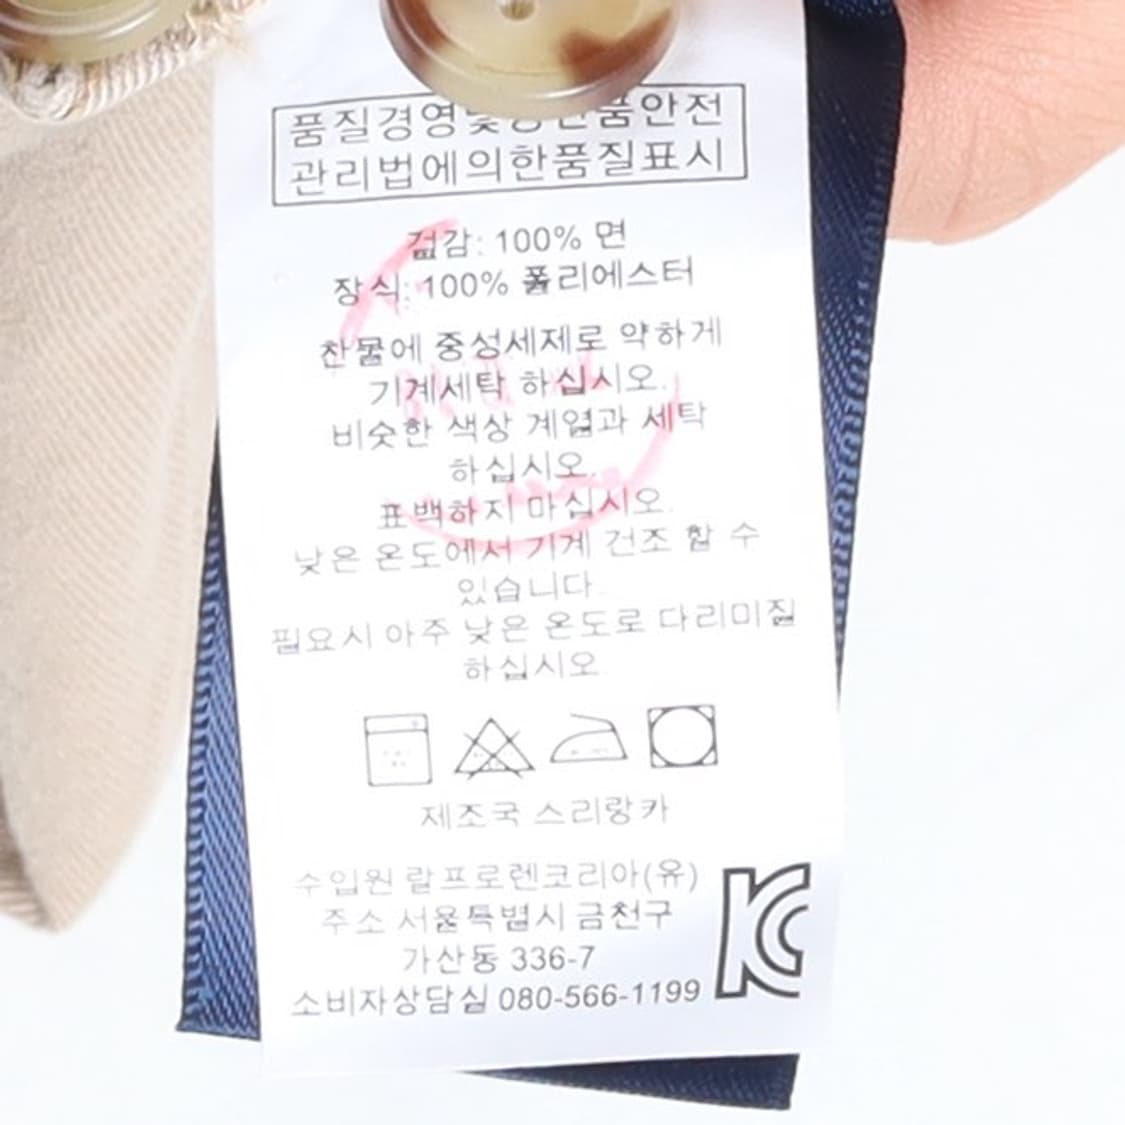 품질경영및공산품안전
관리법에의한품질표시
겉감: 100% 면
장식: 100% 폴리에스터
찬물에 중성세제로 약하게
기계세탁 하십시오.
비슷한 색상 계열과 세탁
하십시오.
표백하지 마십시오.
낮은 온도에서 기계 건조 할 수
있습니다.
필요시 아주 낮은 온도로 다리미질
하십시오
제조국 스리랑카
수입원 랄프로렌코리아(유)
주소 서울특별시 금천구
가산동 336-7
소비자상담실 080-566-1199